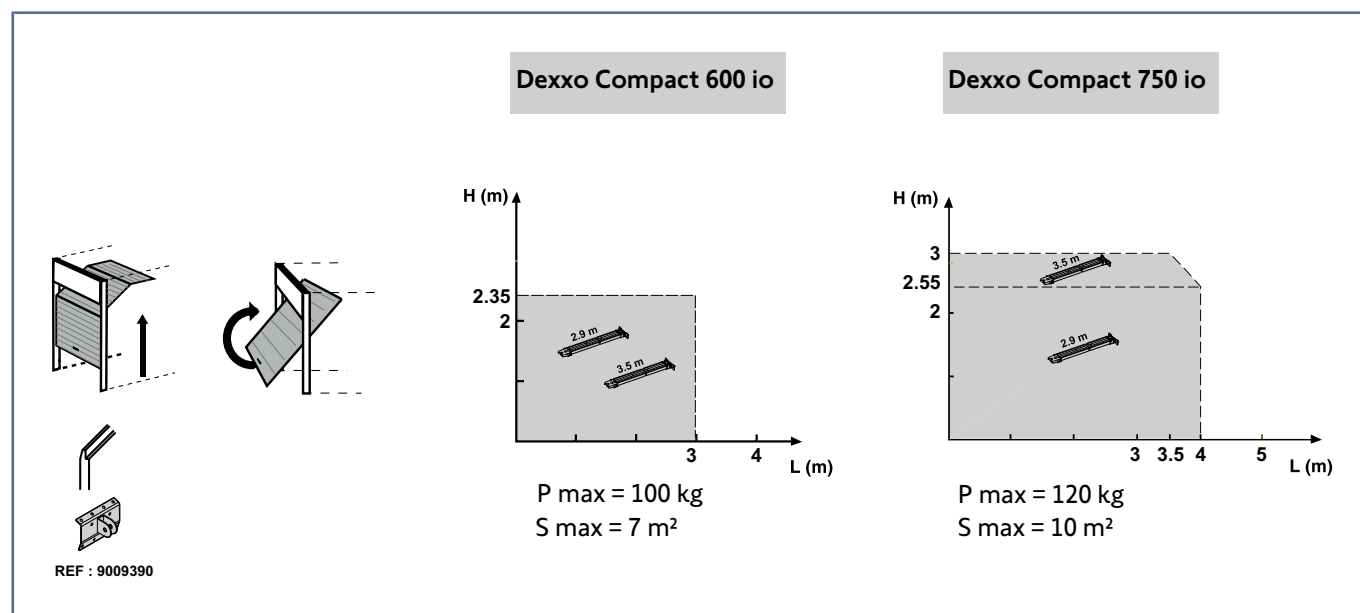 Dexxo Compact 600 io
Dexxo Compact 750 io
REF : 9009390
H (m)
2.35
2
2.9 m
3.5 m
3
4
L (m)
P max = 100 kg
S max = 7 m²
H (m)
3
2.55
2
3.5 m
2.9 m
3
3.5
4
5
L (m)
P max = 120 kg
S max = 10 m²